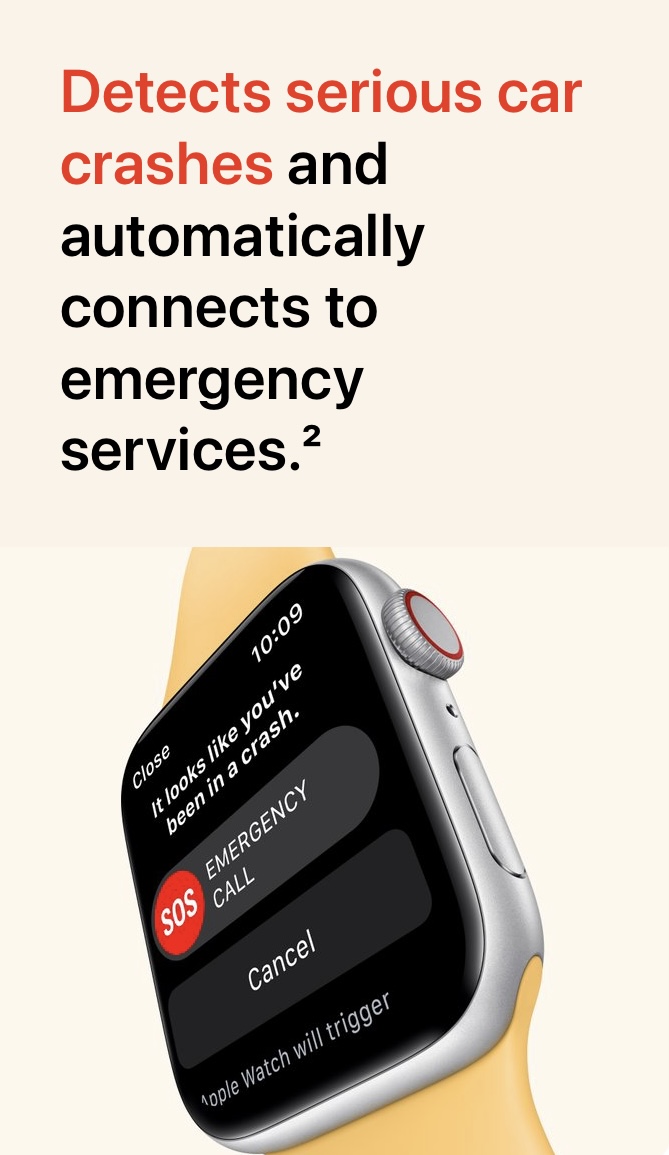 Detects serious car
crashes and
automatically
connects to
emergency
services.²
10:09
Close
It looks like you've
been in a crash.
SOS
EMERGENCY
CALL
Cancel
Apple Watch will trigger